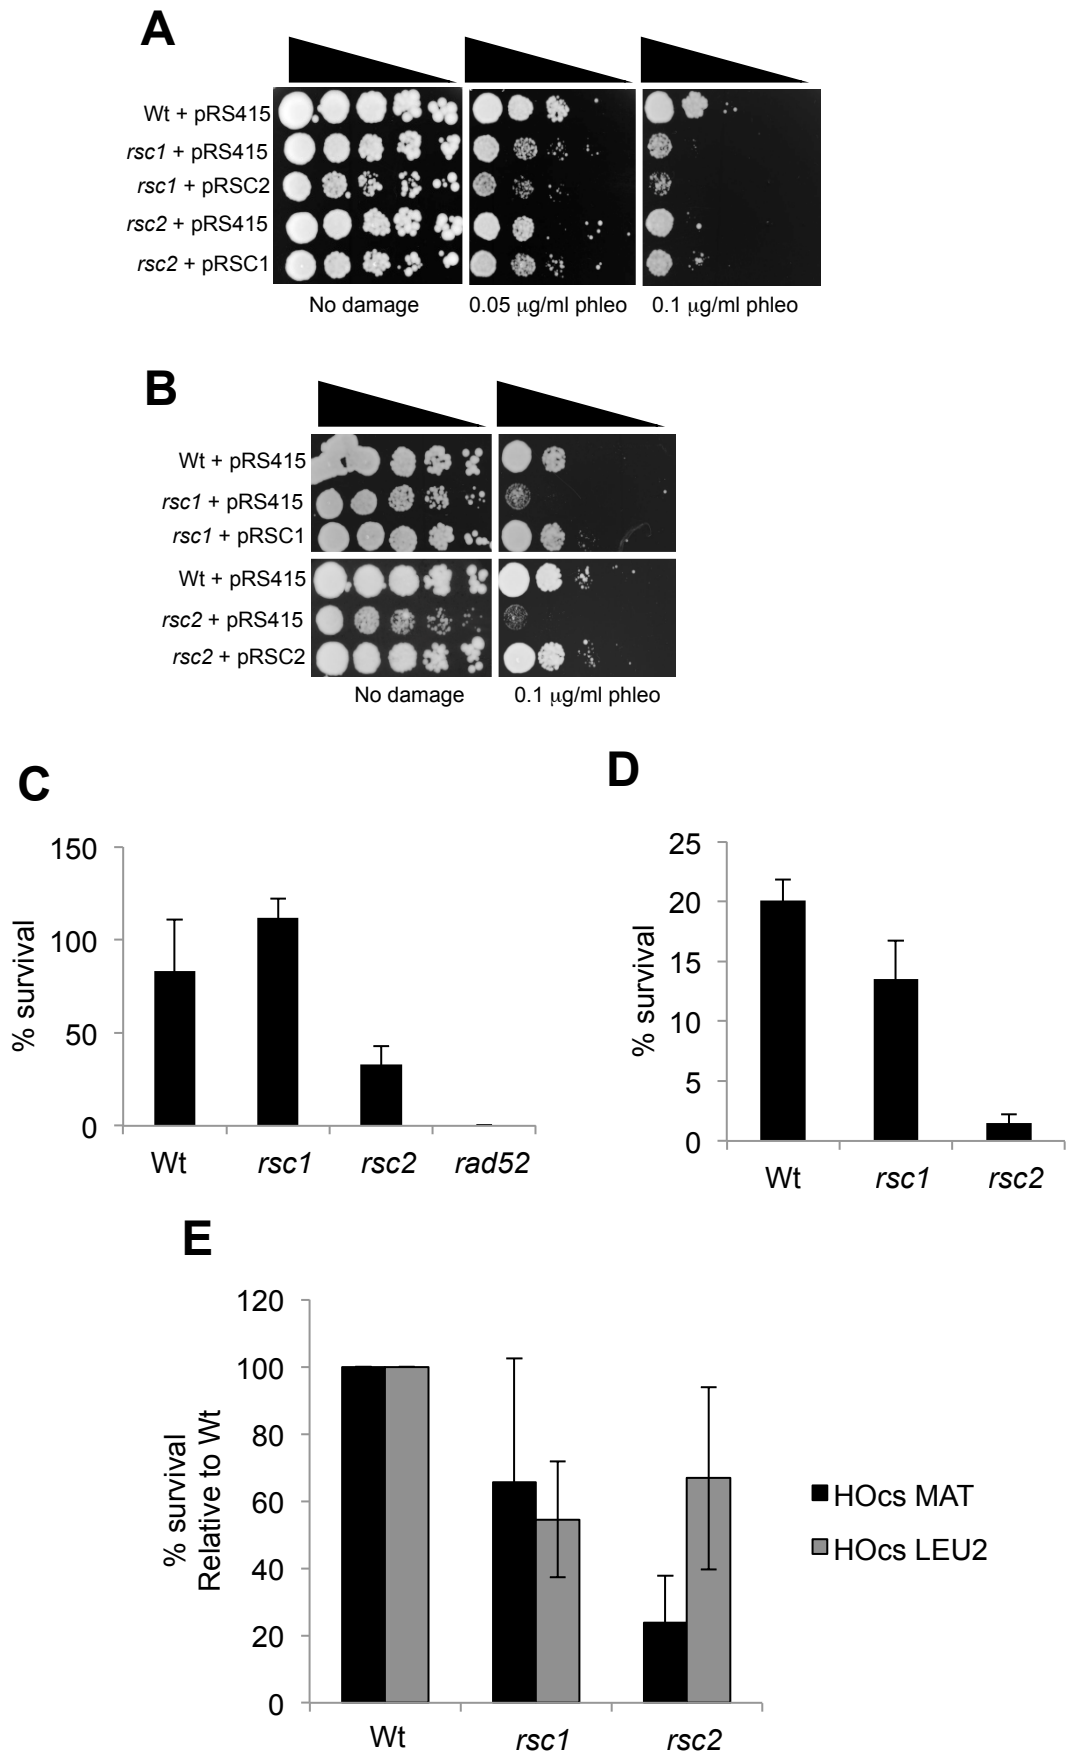 A
Wt + pRS415
rsc1 + pRS415
rsc1 + pRSC2
rsc2 + pRS415
rsc2 + pRSC1
No damage
0.05 μg/ml phleo
0.1 μg/ml phleo
B
Wt + pRS415
rsc1 + pRS415
rsc1 + pRSC1
Wt + pRS415
rsc2 + pRS415
rsc2 + pRSC2
No damage
0.1 μg/ml phleo
C
% survival
150
100
50
0
Wt
rsc1
rsc2
rad52
D
% survival
25
20
15
10
5
0
Wt
rsc1
rsc2
E
% survival
Relative to Wt
120
100
80
60
40
20
0
Wt
rsc1
rsc2
HOcs MAT
HOcs LEU2